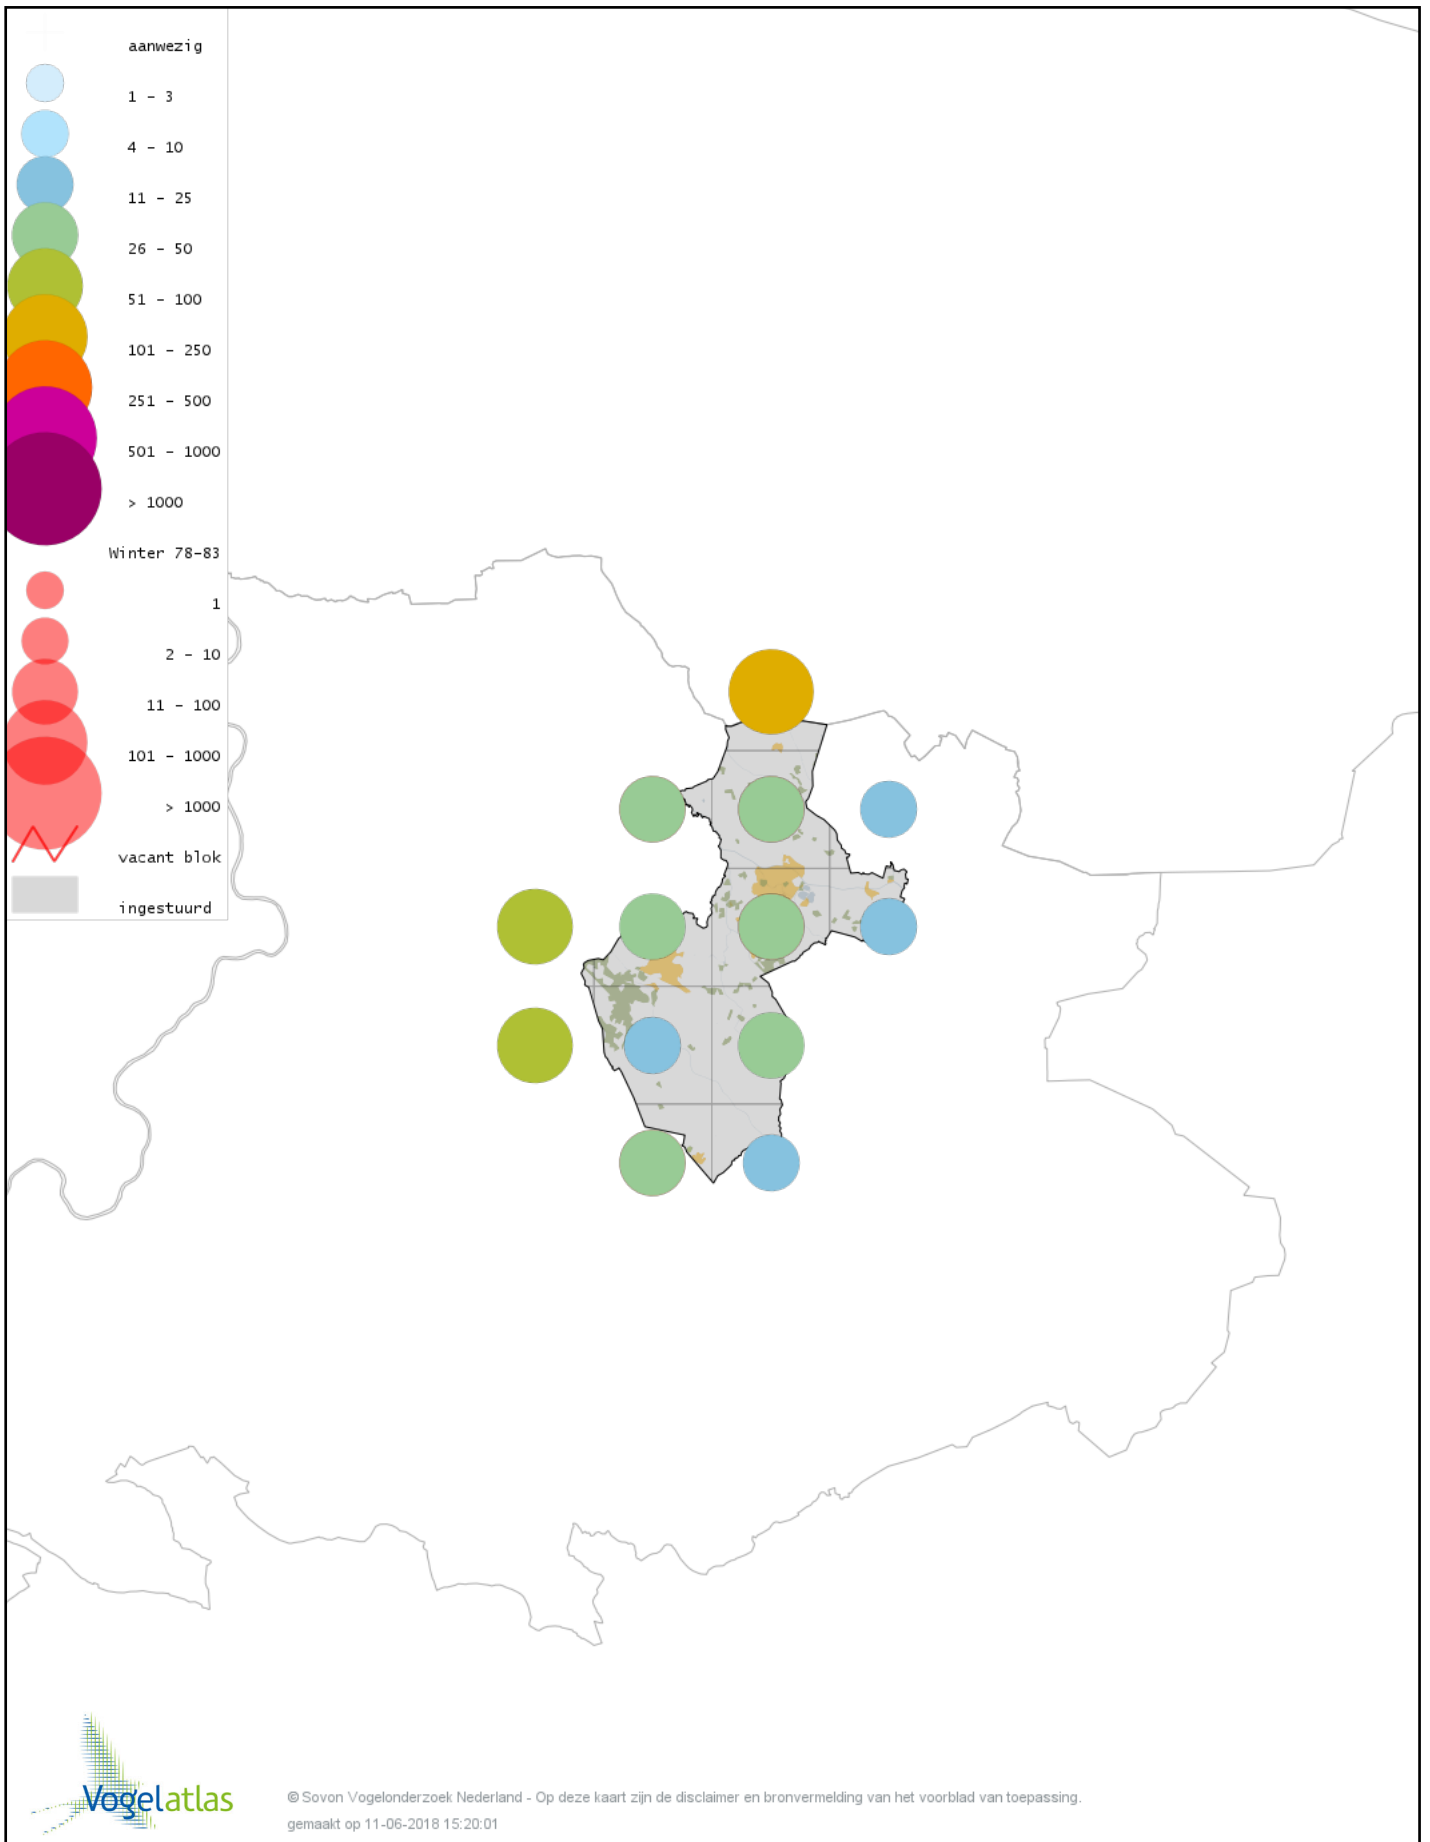 aanwezig
1 - 3
4 - 10
11 - 25
26 - 50
51 - 100
101 - 250
251 - 500
501 - 1000
> 1000
Winter 78-83
1
2 - 10
11 - 100
101 - 1000
> 1000
vacant blok
ingestuurd
Vogelatlas
© Sovon Vogelonderzoek Nederland - Op deze kaart zijn de disclaimer en bronvermelding van het voorblad van toepassing.
gemaakt op 11-06-2018 15:20:01